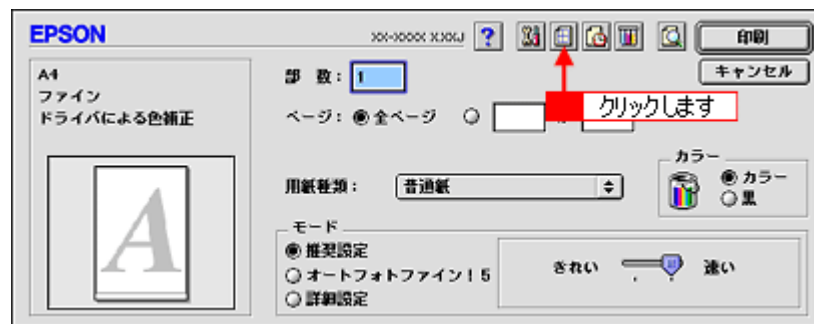 EPSON
XX-XXXX X.XXJ
?
印刷
キャンセル
A4
ファイン
ドライバによる色補正
部 数: 1
ページ: 全ページ
クリックします
用紙種類: 普通紙
カラー
カラー
黒
モード
推奨設定
オートフォトファイン!5
詳細設定
きれい 速い
A